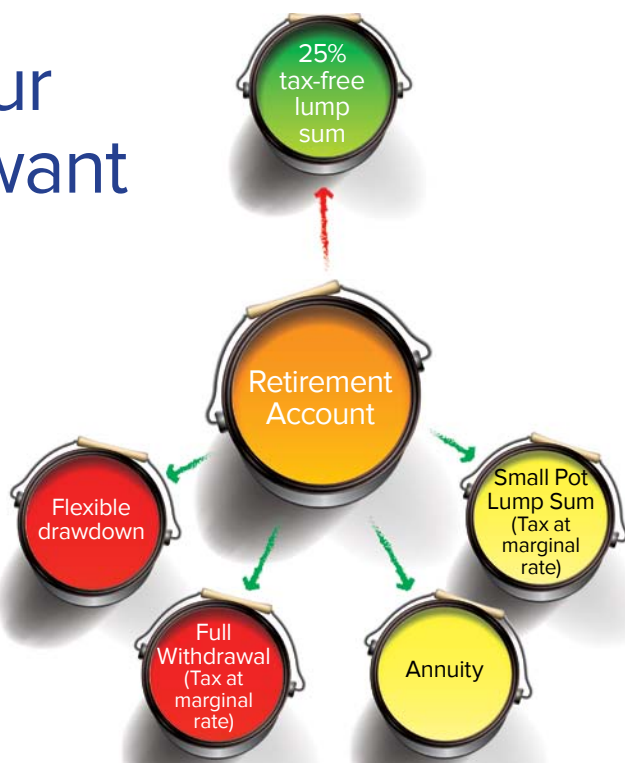 ur
want
25%
tax-free
lump
sum
Retirement
Account
Flexible
drawdown
Small Pot
Lump Sum
(Tax at
marginal
rate)
Full
Withdrawal
(Tax at
marginal
rate)
Annuity